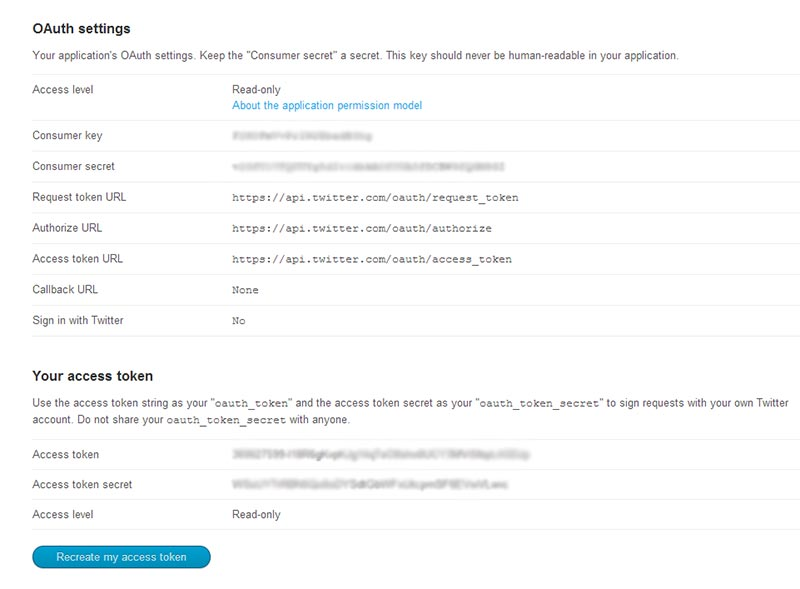 OAuth settings
Your application's OAuth settings. Keep the "Consumer secret" a secret. This key should never be human-readable in your application.
Access level Read-only
About the application permission model
Consumer key
Consumer secret
Request token URL https://api.twitter.com/oauth/request_token
Authorize URL https://api.twitter.com/oauth/authorize
Access token URL https://api.twitter.com/oauth/access_token
Callback URL None
Sign in with Twitter No
Your access token
Use the access token string as your "oauth_token" and the access token secret as your "oauth_token_secret" to sign requests with your own Twitter
account. Do not share your oauth_token_secret with anyone.
Access token
Access token secret
Access level Read-only
Recreate my access token